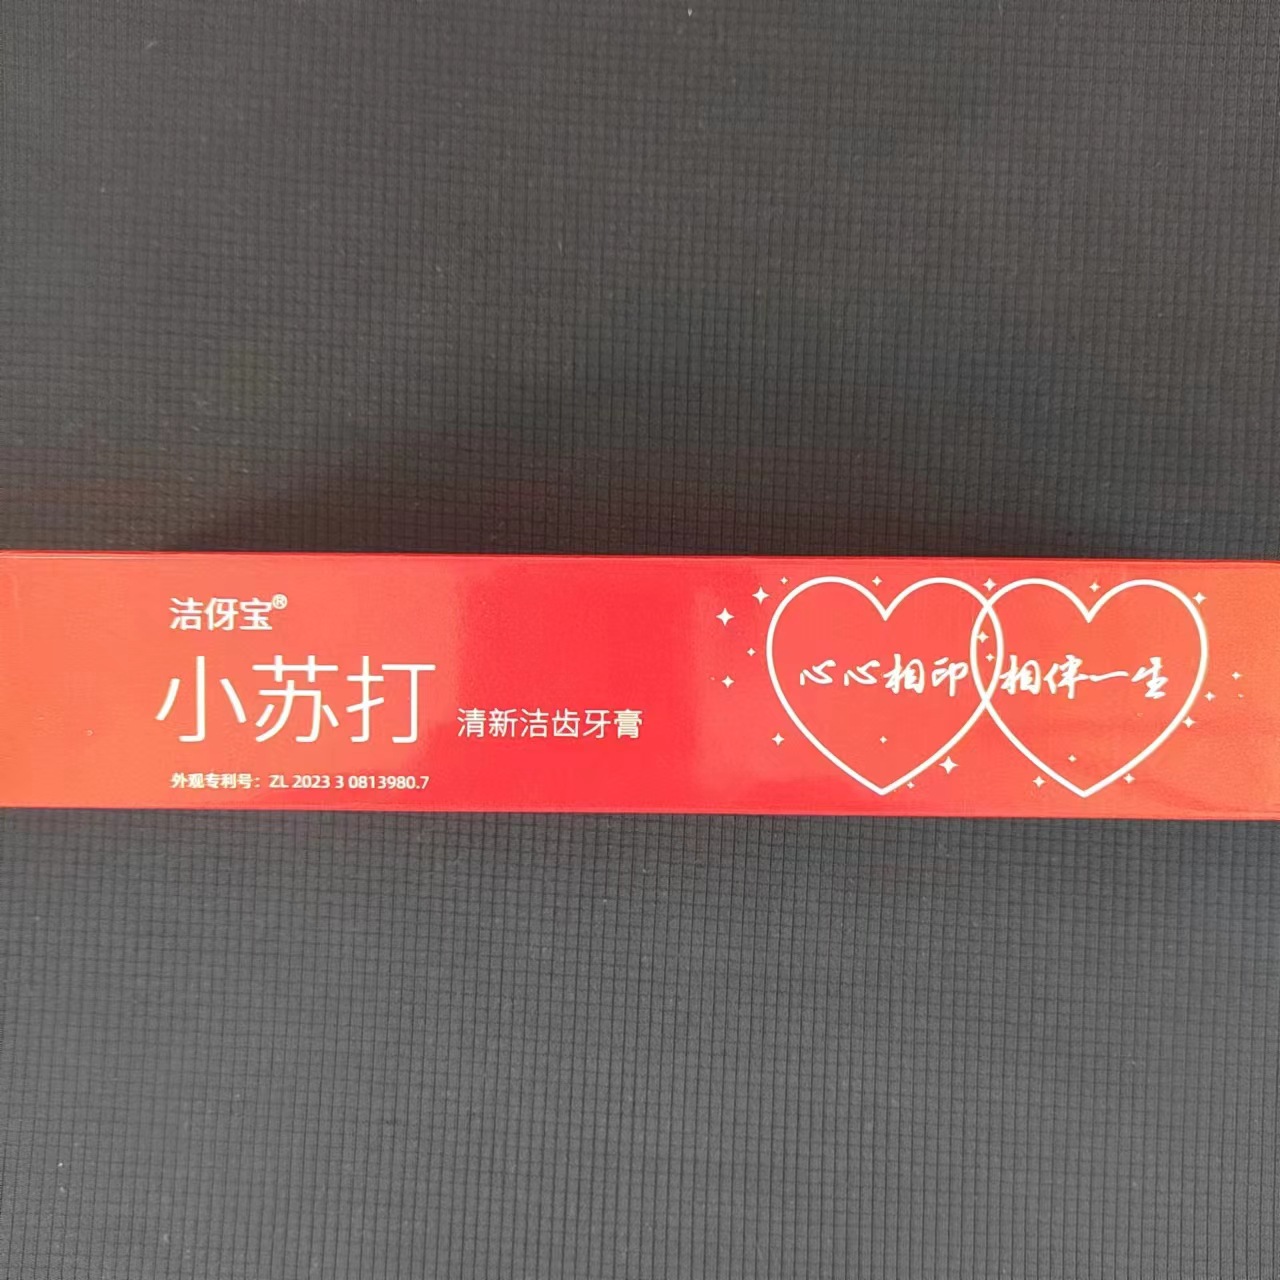 洁伢宝®
小苏打 清新洁齿牙膏
外观专利号：ZL 2023 3 0813980.7
心心相印 相伴一生